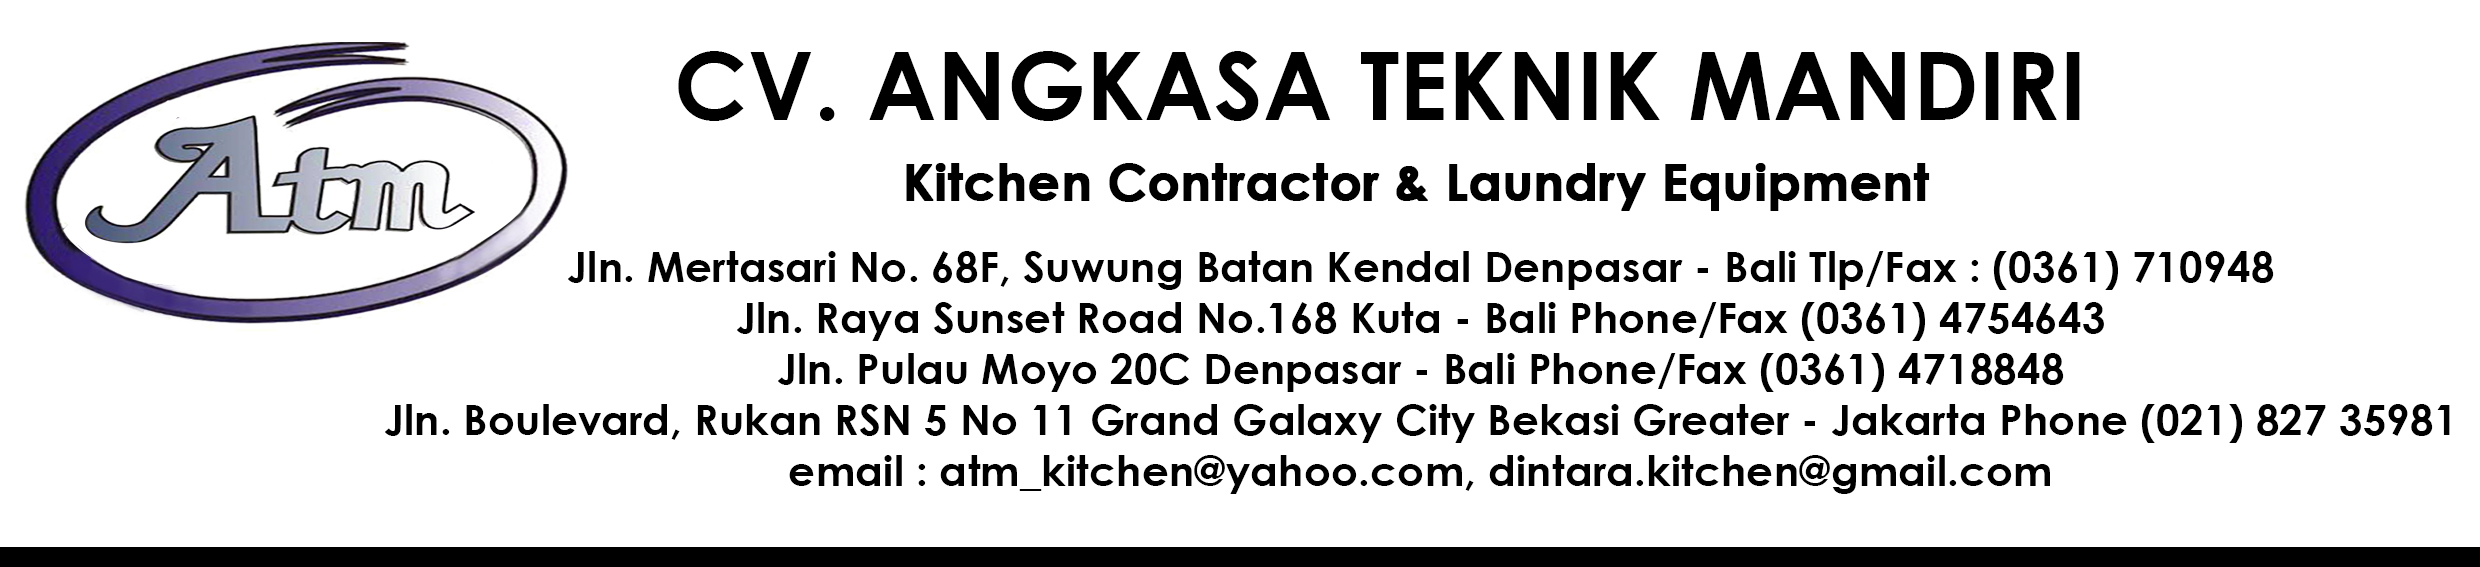 Atm
CV. ANGKASA TEKNIK MANDIRI
Kitchen Contractor & Laundry Equipment
Jln. Mertasari No. 68F, Suwung Batan Kendal Denpasar - Bali Tlp/Fax : (0361) 710948
Jln. Raya Sunset Road No.168 Kuta - Bali Phone/Fax (0361) 4754643
Jln. Pulau Moyo 20C Denpasar - Bali Phone/Fax (0361) 4718848
Jln. Boulevard, Rukan RSN 5 No 11 Grand Galaxy City Bekasi Greater - Jakarta Phone (021) 827 35981
email : atm_kitchen@yahoo.com, dintara.kitchen@gmail.com